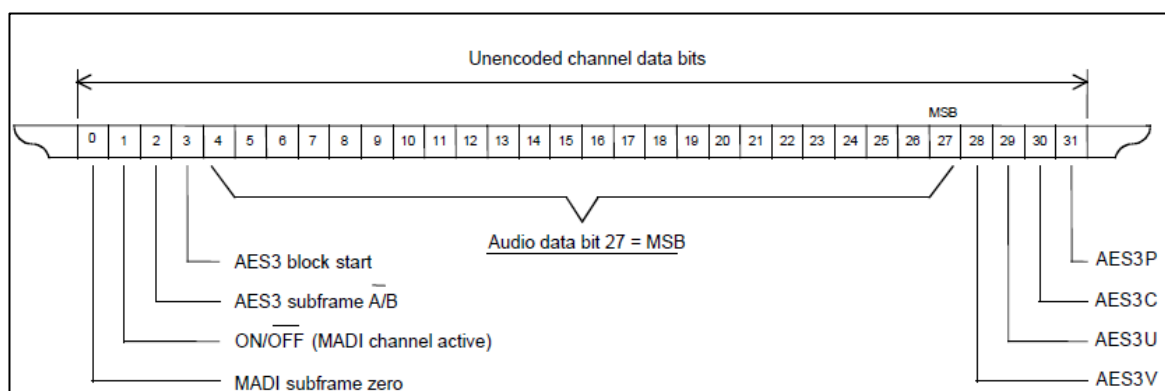 Unencoded channel data bits
MSB
0 1 2 3 4 5 6 7 8 9 10 11 12 13 14 15 16 17 18 19 20 21 22 23 24 25 26 27 28 29 30 31
Audio data bit 27 = MSB
AES3 block start AES3P
AES3 subframe A̅/B AES3C
ON/O̅F̅F̅ (MADI channel active) AES3U
MADI subframe zero AES3V